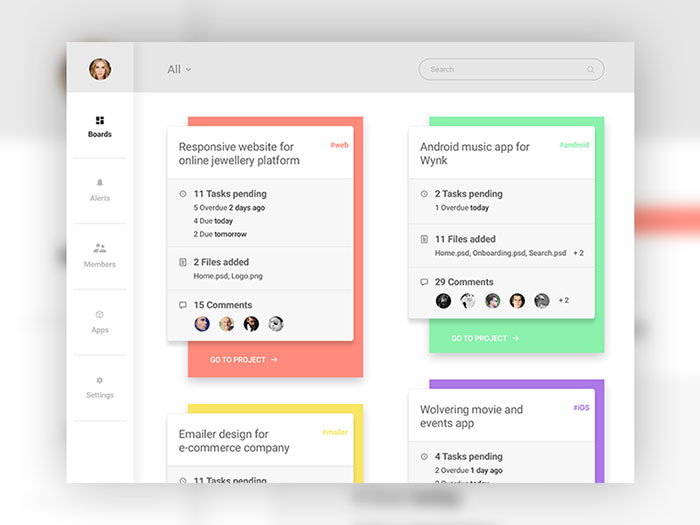 All
Search
Boards
Alerts
Members
Apps
Settings
Responsive website for
online jewellery platform
#web
11 Tasks pending
5 Overdue 2 days ago
4 Due today
2 Due tomorrow
2 Files added
Home.psd, Logo.png
15 Comments
GO TO PROJECT
Android music app for
Wynk
#android
2 Tasks pending
1 Overdue today
11 Files added
Home.psd, Onboarding.psd, Search.psd + 2
29 Comments
+ 2
GO TO PROJECT
Emailer design for
e-commerce company
#mailer
11 Tasks pending
Wolvering movie and
events app
#iOS
4 Tasks pending
2 Overdue 1 day ago
2 Overdue today